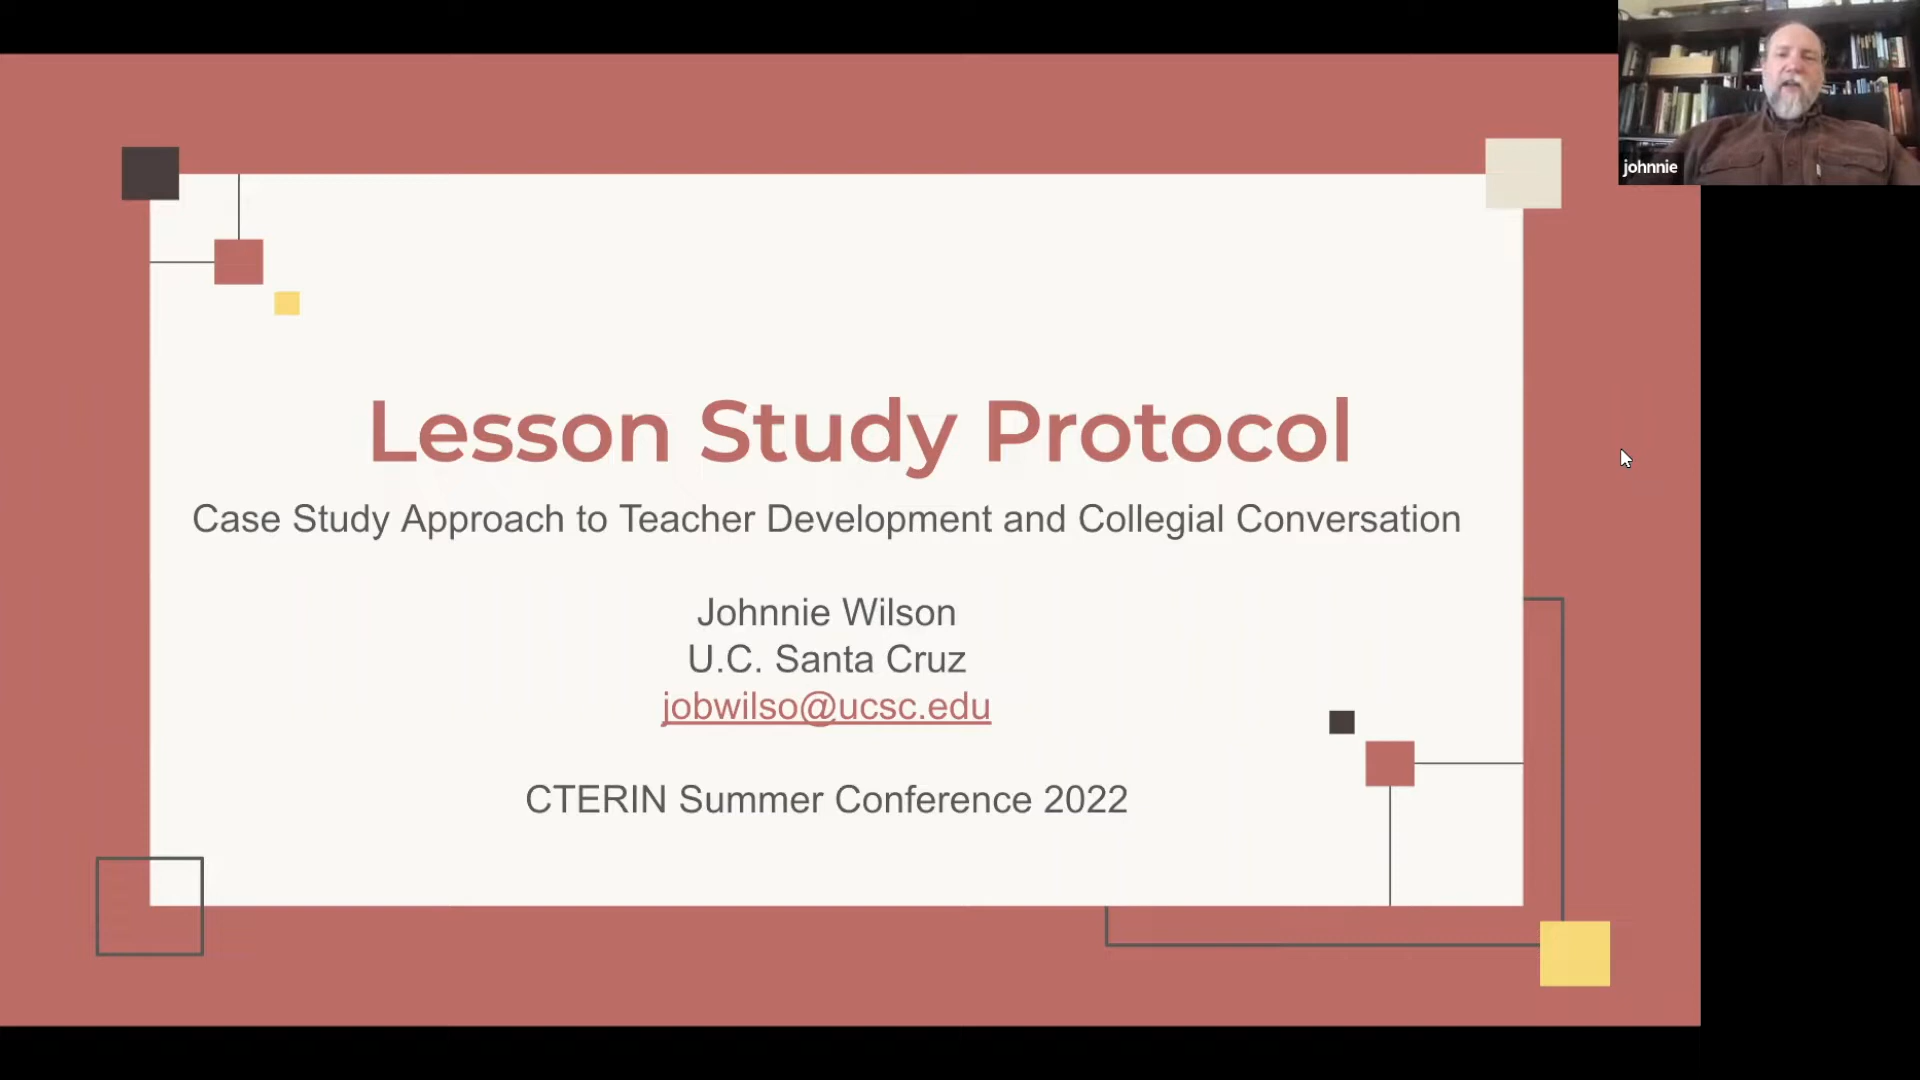 johnnie
Lesson Study Protocol
Case Study Approach to Teacher Development and Collegial Conversation
Johnnie Wilson
U.C. Santa Cruz
jobwilso@ucsc.edu
CTERIN Summer Conference 2022